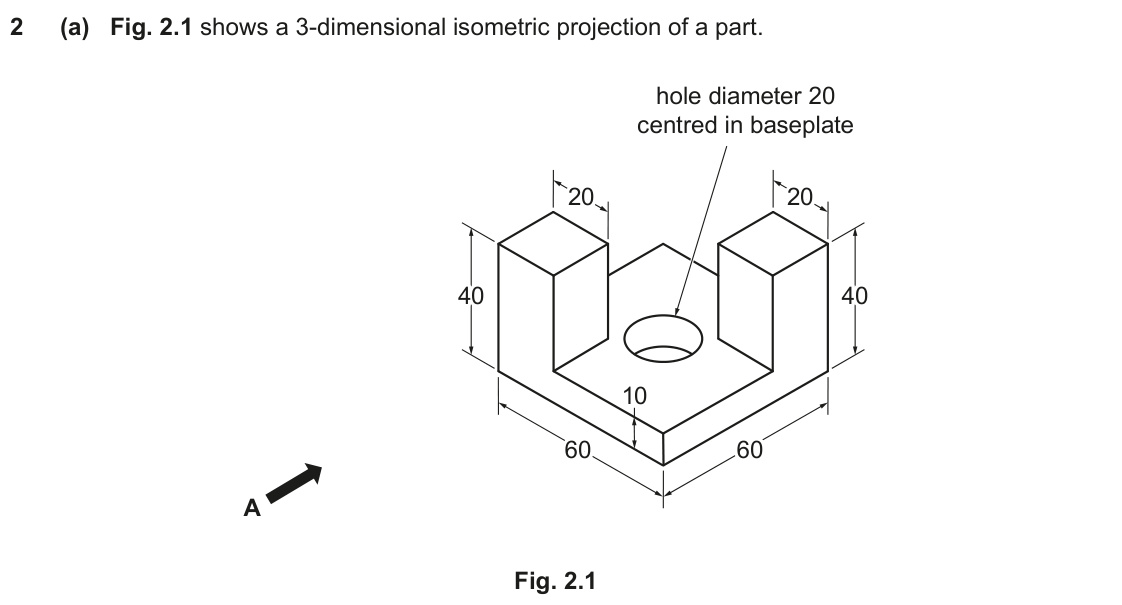 2 (a) Fig. 2.1 shows a 3-dimensional isometric projection of a part.
hole diameter 20
centred in baseplate
20
20
40
40
10
60
60
A
Fig. 2.1